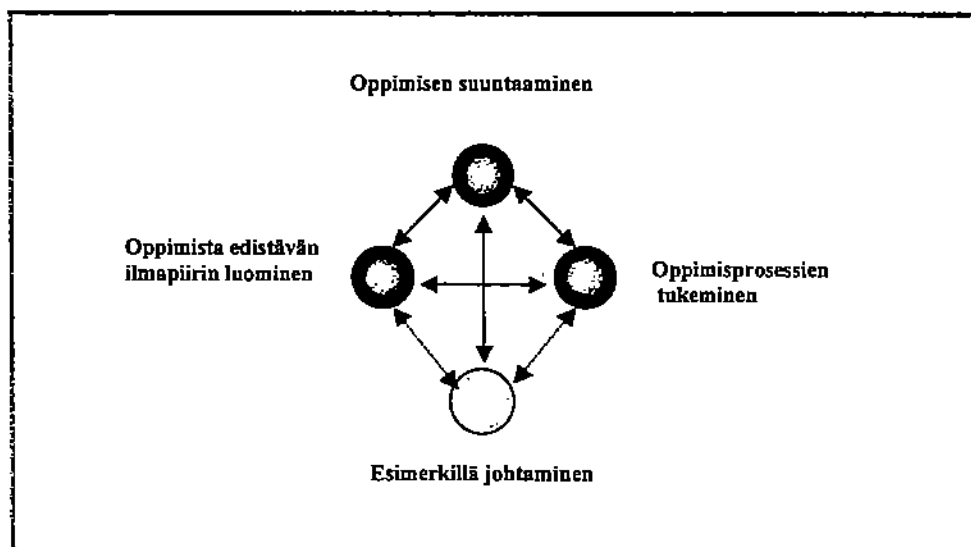 Oppimisen suuntaaminen
Oppimista edistävän
ilmapiirin luominen
Oppimisprosessien
tukeminen
Esimerkillä johtaminen